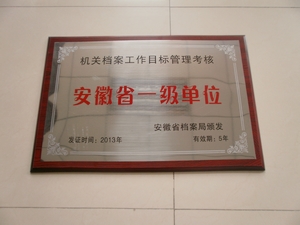 机关档案工作目标管理考核
安徽省一级单位
安徽省档案局颁发
发证时间：2013年 有效期：5年